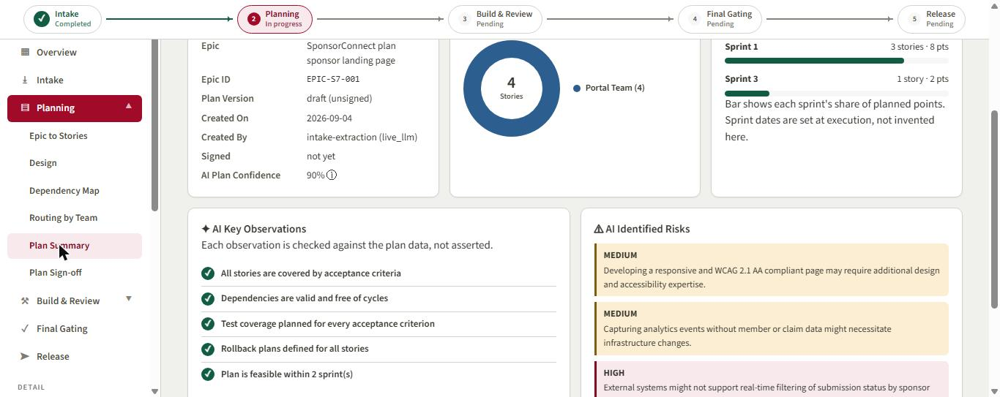 Intake
Completed
2
Planning
In progress
3
Build & Review
Pending
4
Final Gating
Pending
5
Release
Pending
Overview
Intake
Planning
Epic to Stories
Design
Dependency Map
Routing by Team
Plan Summary
Plan Sign-off
Build & Review
Final Gating
Release
DETAIL
Epic SponsorConnect plan
sponsor landing page
Epic ID EPIC-S7-001
Plan Version draft (unsigned)
Created On 2026-09-04
Created By intake-extraction (live_llm)
Signed not yet
AI Plan Confidence 90%
4
Stories
Portal Team (4)
Sprint 1 3 stories · 8 pts
Sprint 3 1 story · 2 pts
Bar shows each sprint's share of planned points.
Sprint dates are set at execution, not invented
here.
AI Key Observations
Each observation is checked against the plan data, not asserted.
All stories are covered by acceptance criteria
Dependencies are valid and free of cycles
Test coverage planned for every acceptance criterion
Rollback plans defined for all stories
Plan is feasible within 2 sprint(s)
AI Identified Risks
MEDIUM
Developing a responsive and WCAG 2.1 AA compliant page may require additional design
and accessibility expertise.
MEDIUM
Capturing analytics events without member or claim data might necessitate
infrastructure changes.
HIGH
External systems might not support real-time filtering of submission status by sponsor